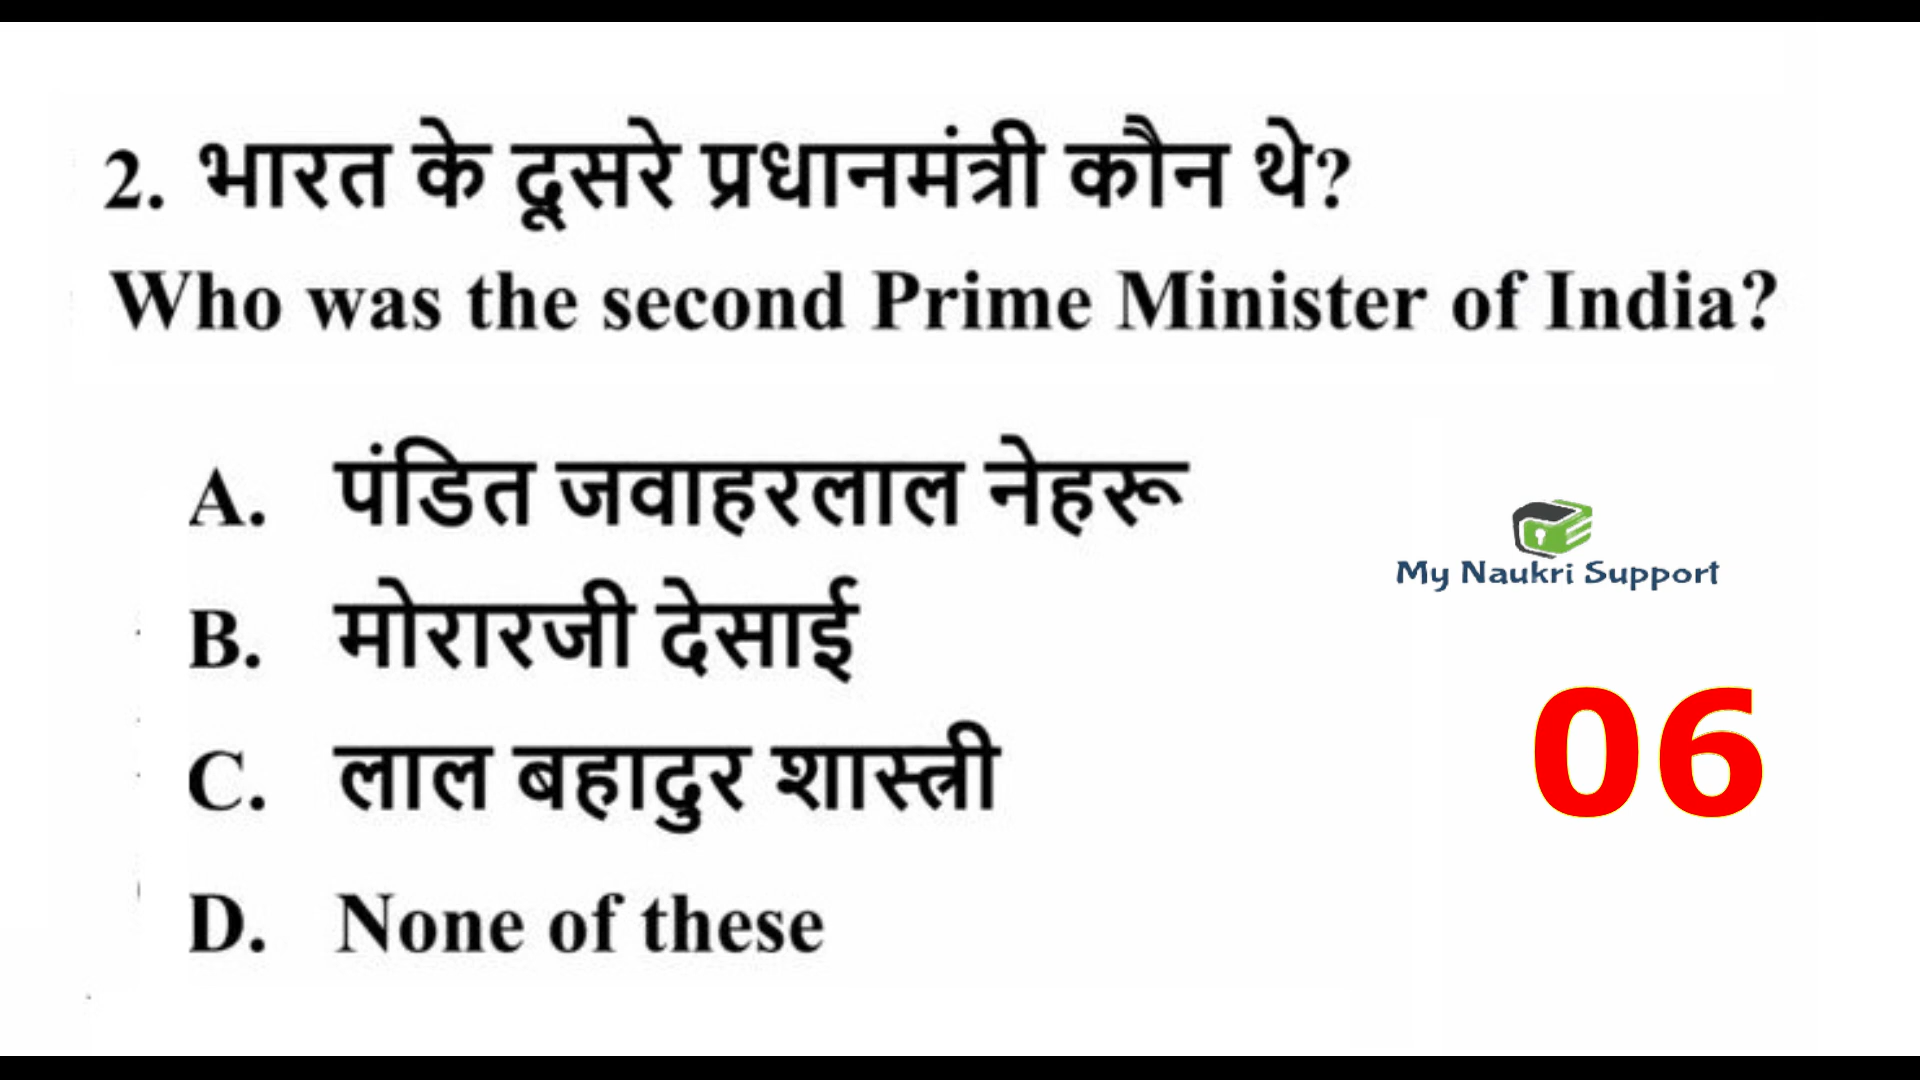 2. भारत के दूसरे प्रधानमंत्री कौन थे?
Who was the second Prime Minister of India?
A. पंडित जवाहरलाल नेहरू
B. मोरारजी देसाई
C. लाल बहादुर शास्त्री
D. None of these
My Naukri Support
06